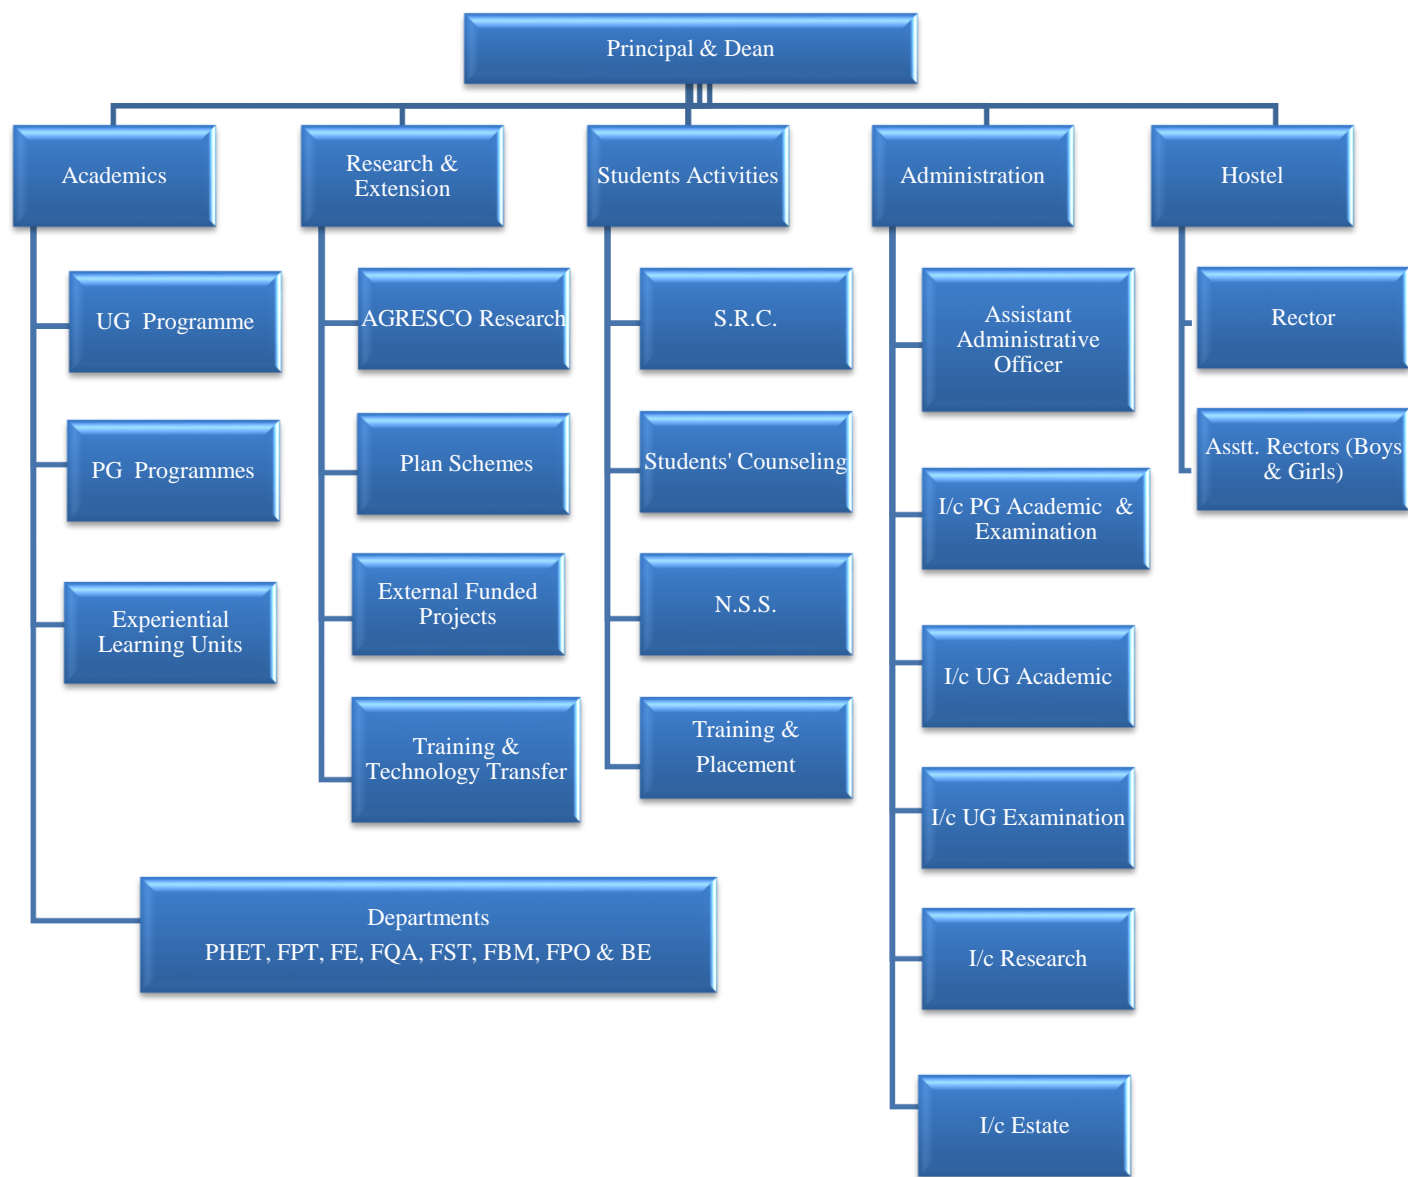 Principal & Dean
Academics
Research &
Extension
Students Activities
Administration
Hostel
UG  Programme
PG  Programmes
Experiential
Learning Units
Departments
PHET, FPT, FE, FQA, FST, FBM, FPO & BE
AGRESCO Research
Plan Schemes
External Funded
Projects
Training &
Technology Transfer
S.R.C.
Students' Counseling
N.S.S.
Training &
Placement
Assistant
Administrative
Officer
I/c PG Academic  &
Examination
I/c UG Academic
I/c UG Examination
I/c Research
I/c Estate
Rector
Asstt. Rectors (Boys
& Girls)